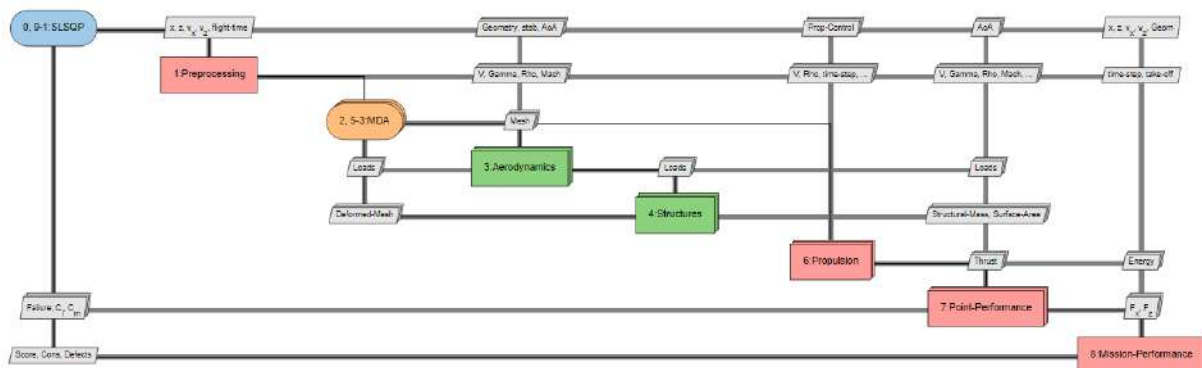 0, 9-1:SLSQP
x, z, v_x, v_z, flight-time
Geometry, stab, AoA
Prop-Control
AoA
x, z, v_x, v_z, Geom
1:Preprocessing
V, Gamma, Rho, Mach
V, Rho, time-step, ...
V, Gamma, Rho, Mach, ...
time-step, take-off
2, 5-3:MDA
Mesh
Loads
3:Aerodynamics
Loads
Loads
Deformed-Mesh
4:Structures
Structural-Mass, Surface-Area
6:Propulsion
Thrust
Energy
Failure, C_l, C_m
7:Point-Performance
F_x, F_z
Score, Cons, Defects
8:Mission-Performance